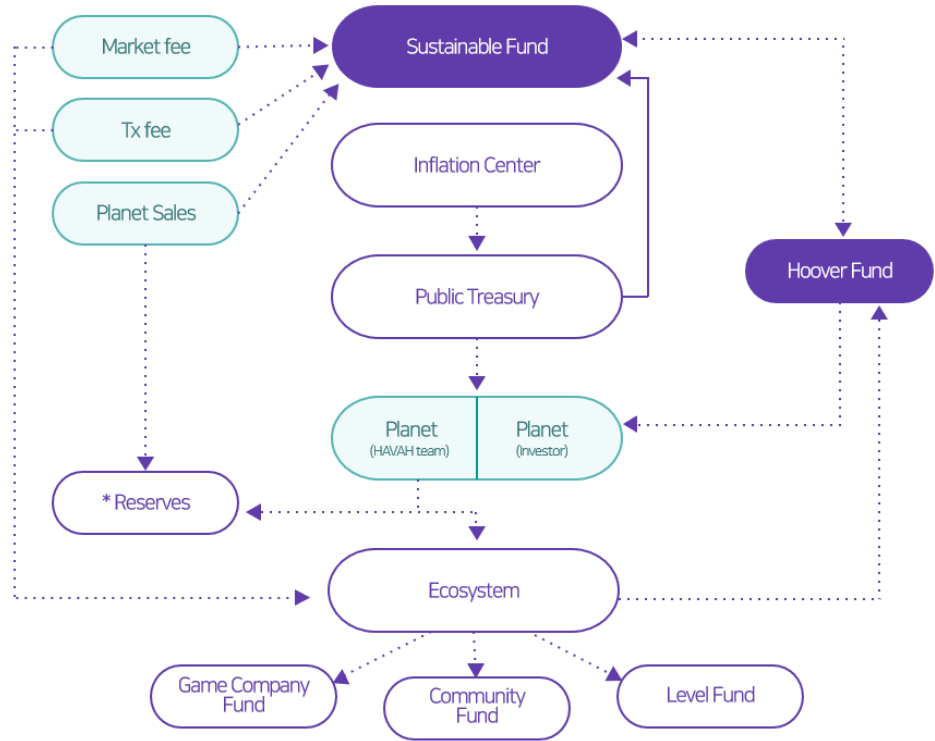 Market fee
Sustainable Fund
Tx fee
Inflation Center
Planet Sales
Hoover Fund
Public Treasury
Planet
(HAVAH team)
Planet
(Investor)
* Reserves
Ecosystem
Game Company
Fund
Community
Fund
Level Fund